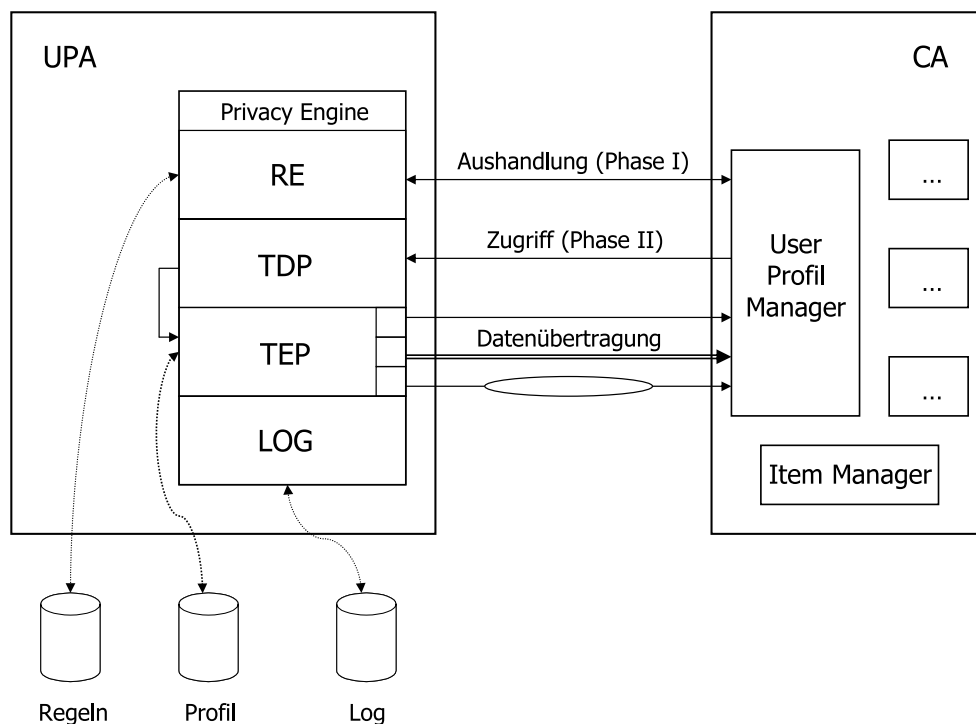 UPA
CA
Privacy Engine
RE
Aushandlung (Phase I)
...
TDP
Zugriff (Phase II)
User
Profil
Manager
...
TEP
Datenübertragung
...
LOG
Item Manager
Regeln
Profil
Log